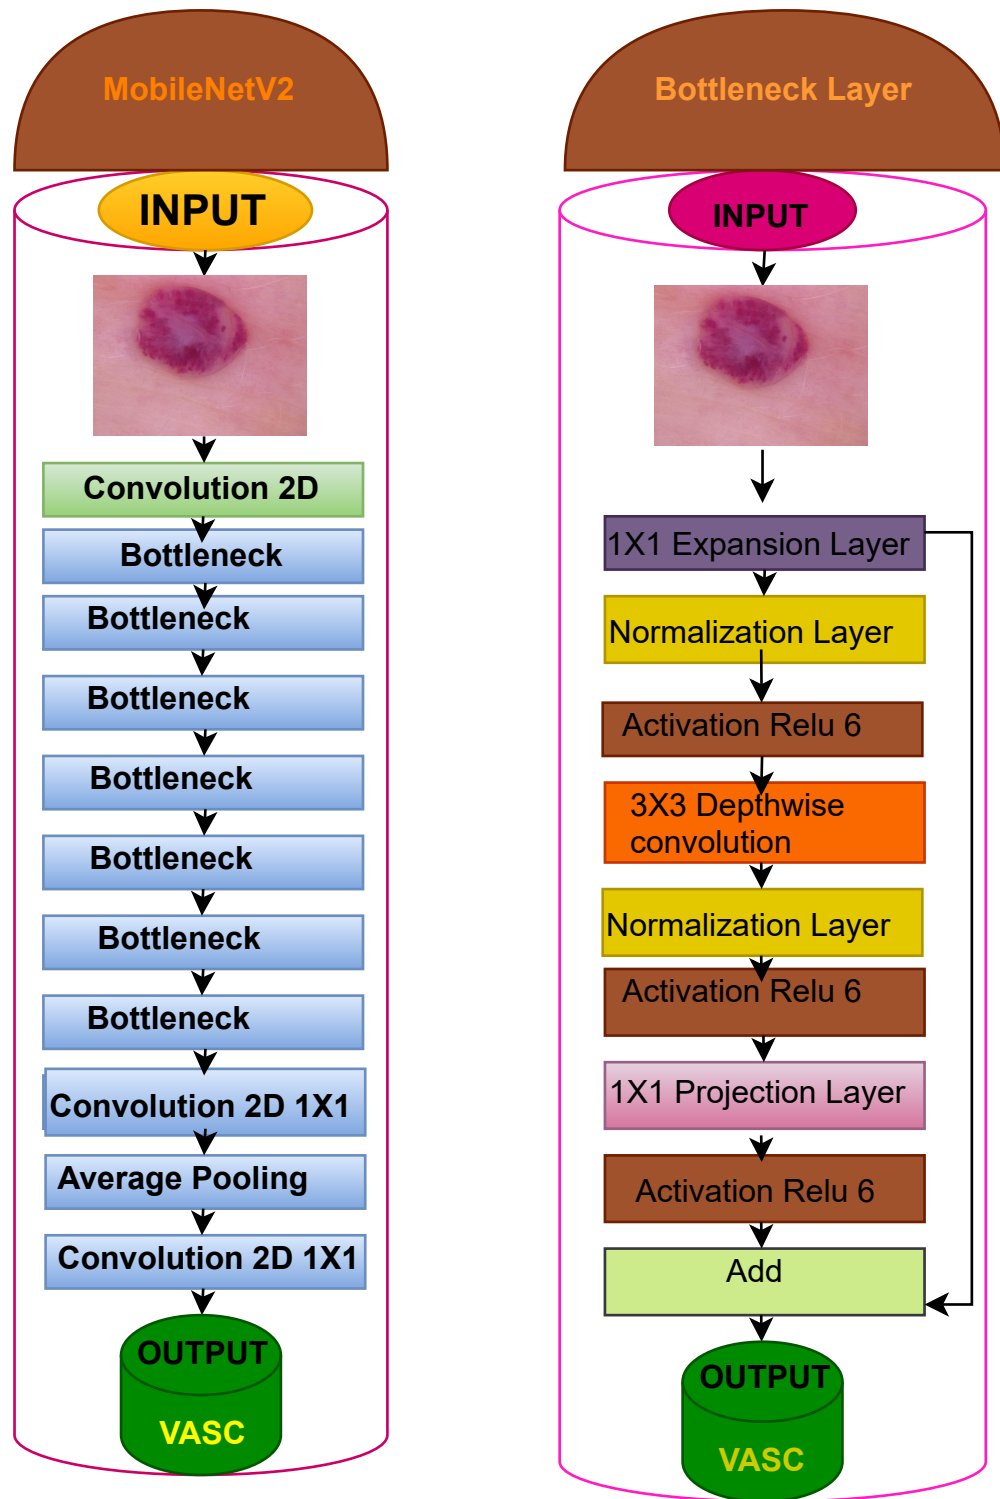 MobileNetV2
INPUT
Convolution 2D
Bottleneck
Bottleneck
Bottleneck
Bottleneck
Bottleneck
Bottleneck
Bottleneck
Convolution 2D 1X1
Average Pooling
Convolution 2D 1X1
OUTPUT
VASC
Bottleneck Layer
INPUT
1X1 Expansion Layer
Normalization Layer
Activation Relu 6
3X3 Depthwise
convolution
Normalization Layer
Activation Relu 6
1X1 Projection Layer
Activation Relu 6
Add
OUTPUT
VASC